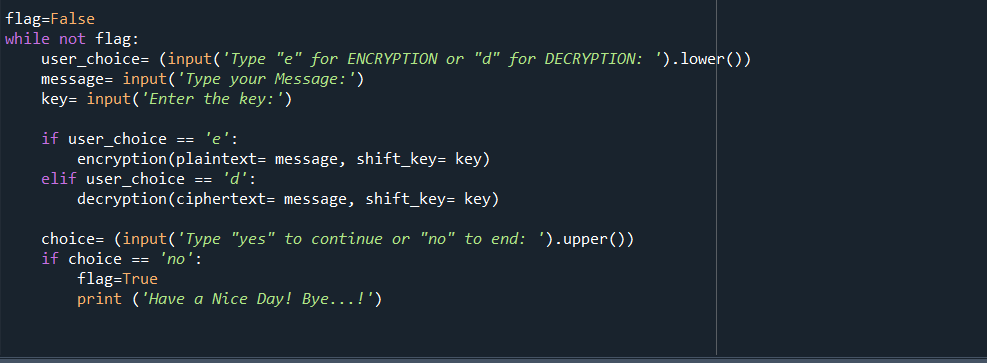 flag=False
while not flag:
    user_choice= (input('Type "e" for ENCRYPTION or "d" for DECRYPTION: ').lower())
    message= input('Type your Message:')
    key= input('Enter the key:')

    if user_choice == 'e':
        encryption(plaintext= message, shift_key= key)
    elif user_choice == 'd':
        decryption(ciphertext= message, shift_key= key)

    choice= (input('Type "yes" to continue or "no" to end: ').upper())
    if choice == 'no':
        flag=True
        print ('Have a Nice Day! Bye...!')